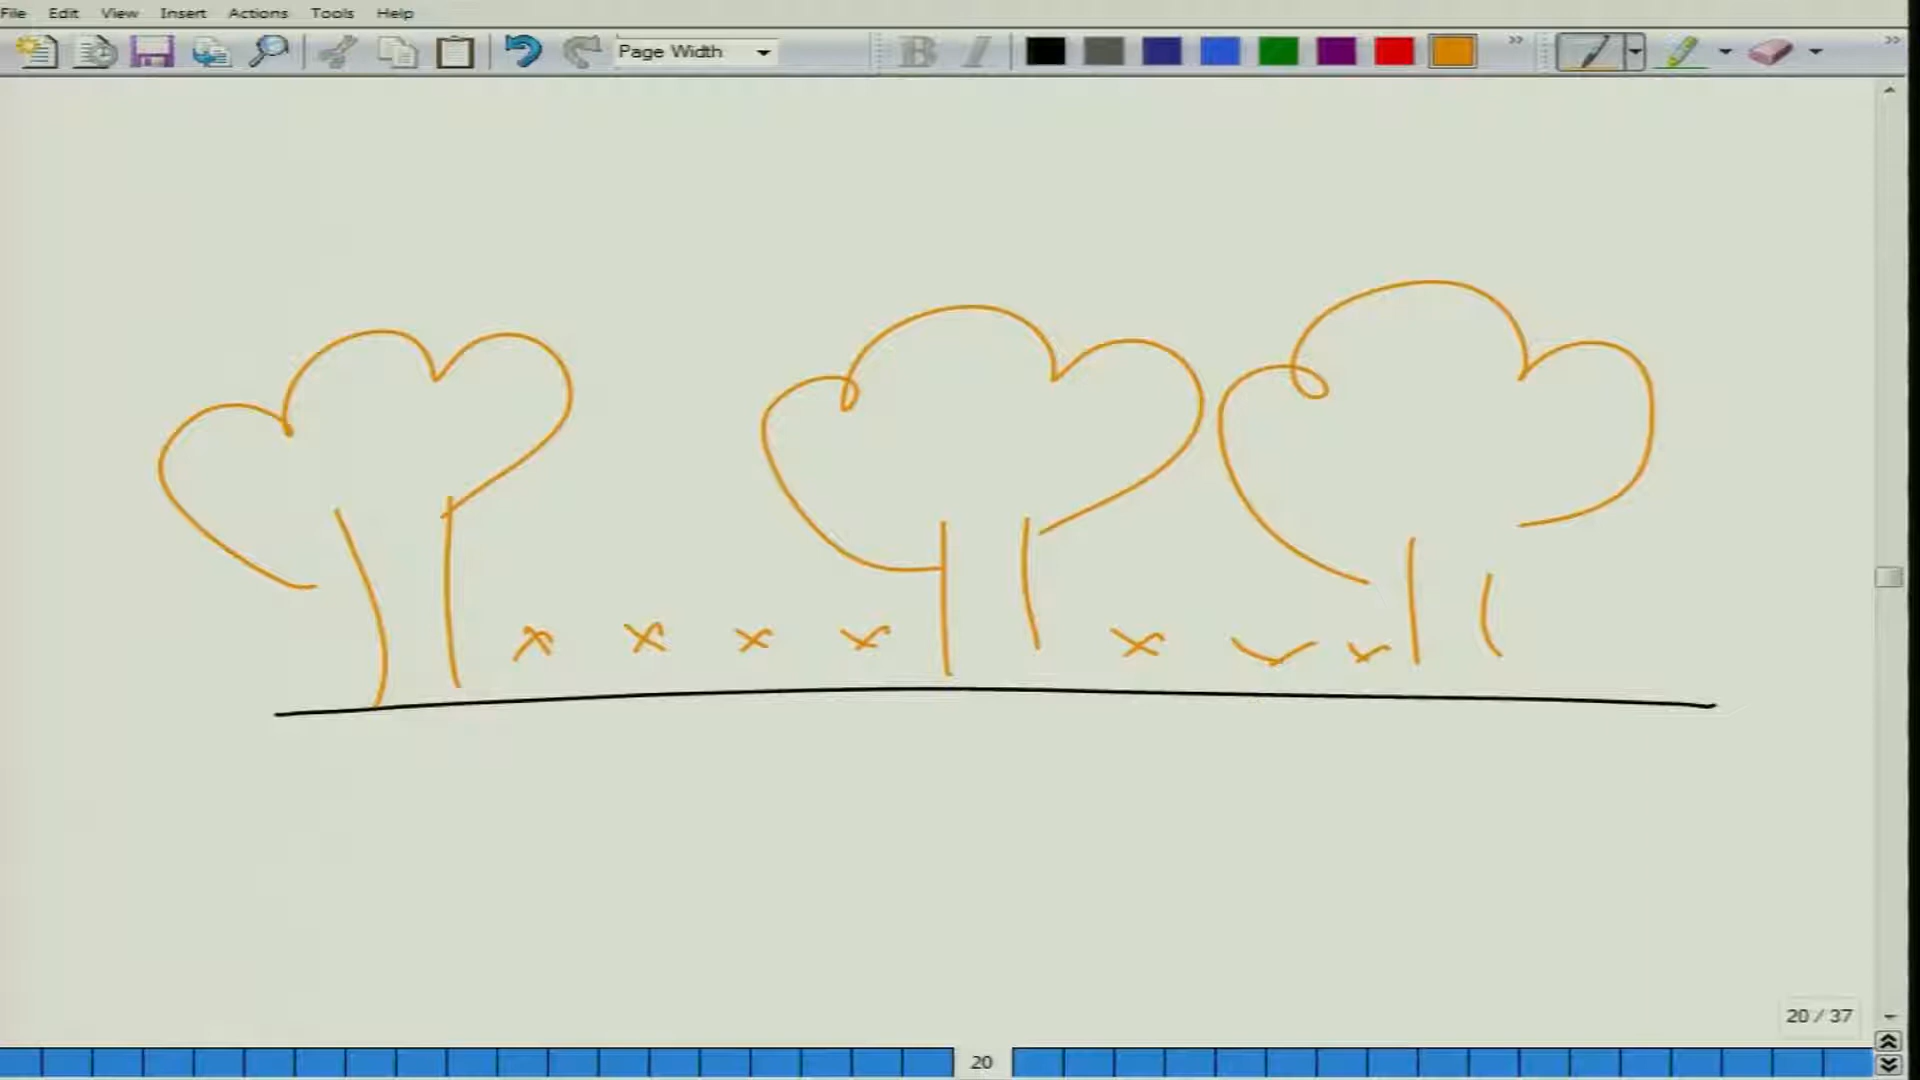 File Edit View Insert Actions Tools Help
Page Width B I
x x x x x
20 / 37
20